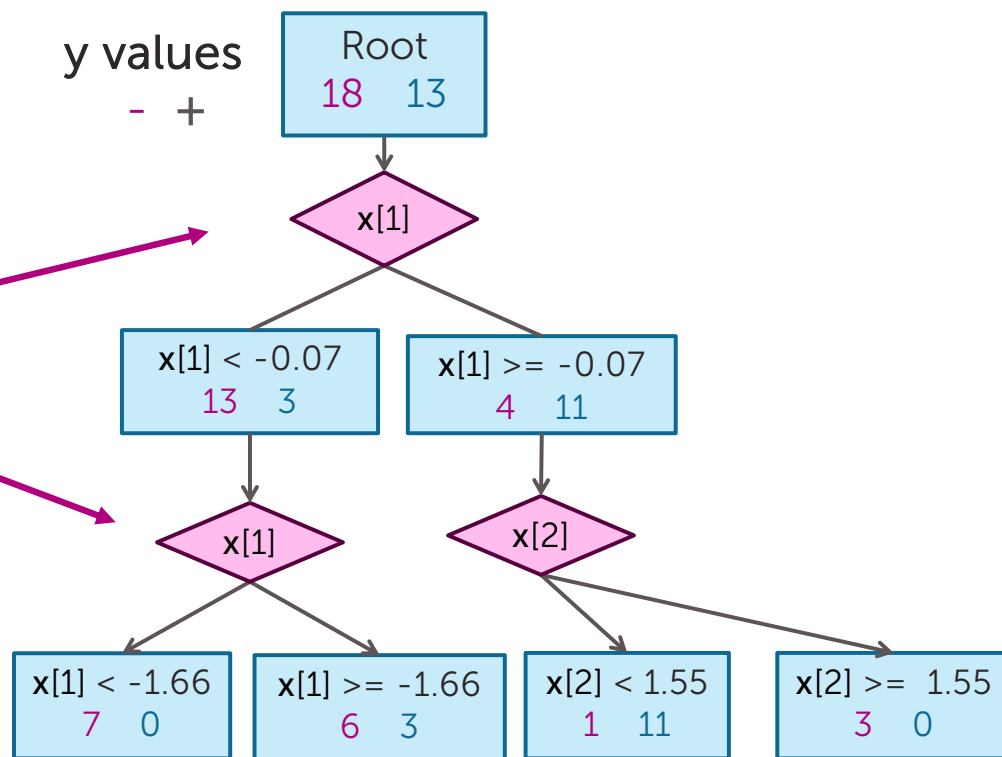 y values
- +
Root
18 13
x[1]
x[1] < -0.07
13 3
x[1] >= -0.07
4 11
x[1]
x[2]
x[1] < -1.66
7 0
x[1] >= -1.66
6 3
x[2] < 1.55
1 11
x[2] >= 1.55
3 0